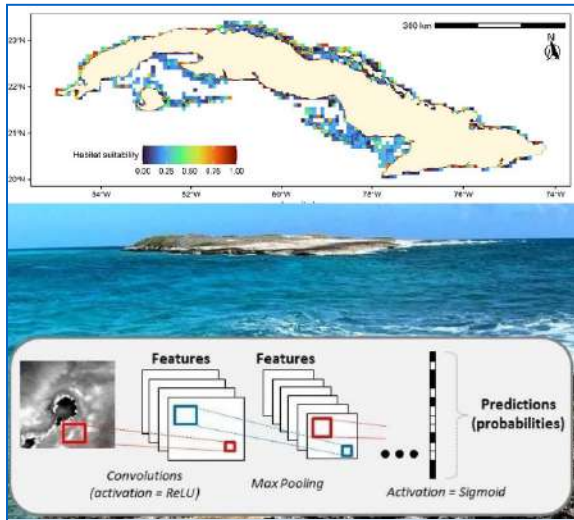 360 km
N
23°N
22°N
21°N
20°N
Habitat suitability
0.00 0.25 0.50 0.75 1.00
84°W 82°W 80°W 78°W 76°W 74°W
Features Features
Predictions
(probabilities)
Convolutions
(activation = ReLU)
Max Pooling
Activation = Sigmoid